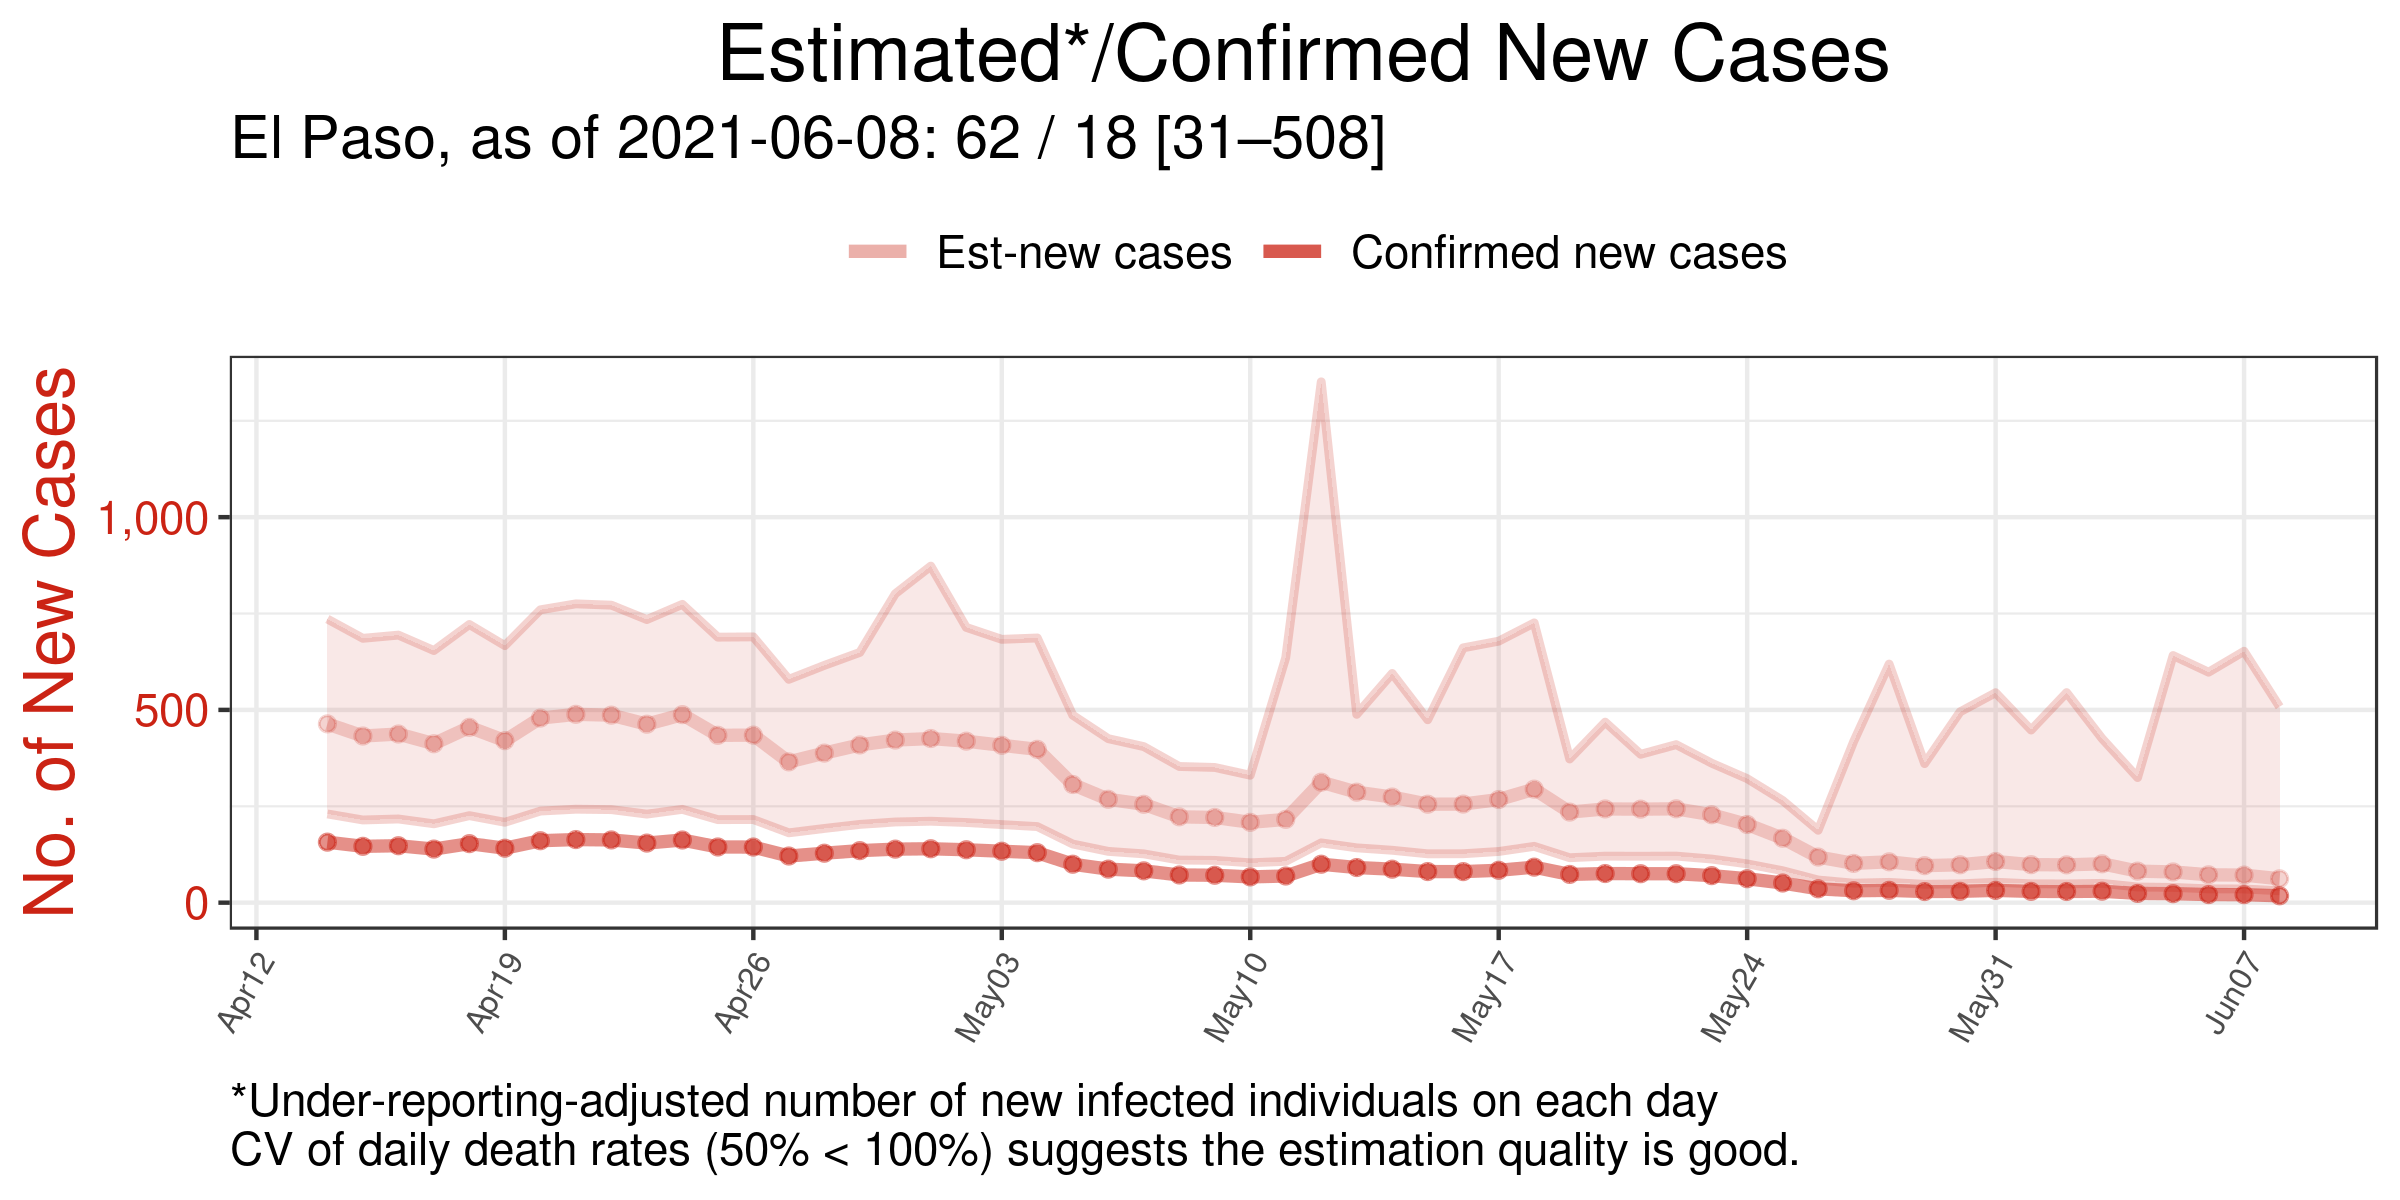 Estimated*/Confirmed New Cases
El Paso, as of 2021-06-08: 62 / 18 [31–508]
Est-new cases Confirmed new cases
No. of New Cases
1,000
500
0
Apr12 Apr19 Apr26 May03 May10 May17 May24 May31 Jun07
*Under-reporting-adjusted number of new infected individuals on each day
CV of daily death rates (50% < 100%) suggests the estimation quality is good.